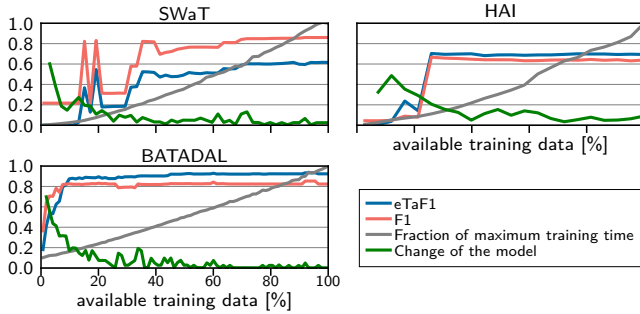 SWaT
HAI
1.0
0.8
0.6
0.4
0.2
0.0
available training data [%]
BATADAL
1.0
0.8
0.6
0.4
0.2
0.0
0 20 40 60 80 100
available training data [%]
eTaF1
F1
Fraction of maximum training time
Change of the model